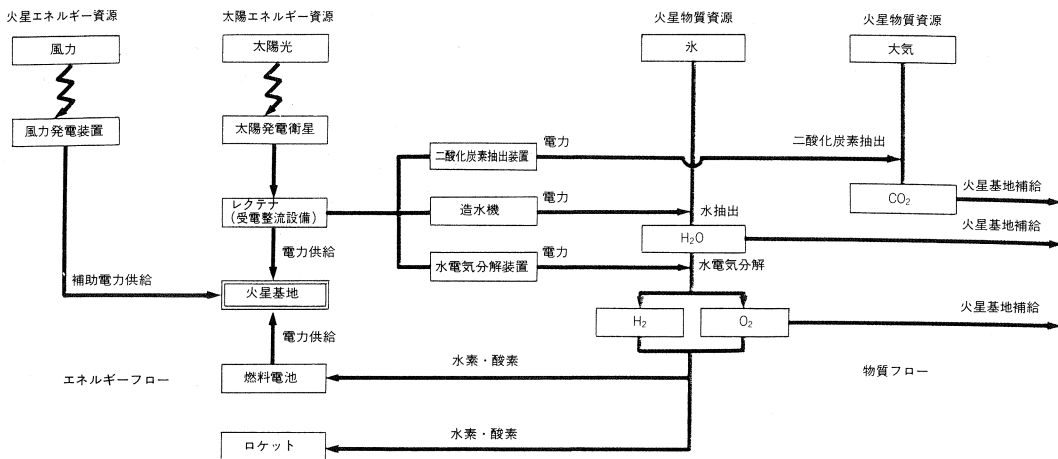 火星エネルギー資源
太陽エネルギー資源
火星物質資源
火星物質資源
風力
太陽光
氷
大気
風力発電装置
太陽発電衛星
電力
二酸化炭素抽出
二酸化炭素抽出装置
火星基地補給
CO₂
レクテナ
(受電整流設備)
電力
造水機
水抽出
火星基地補給
H₂O
電力供給
電力
水電気分解装置
水電気分解
補助電力供給
火星基地
火星基地補給
H₂
O₂
電力供給
水素・酸素
エネルギーフロー
燃料電池
物質フロー
水素・酸素
ロケット